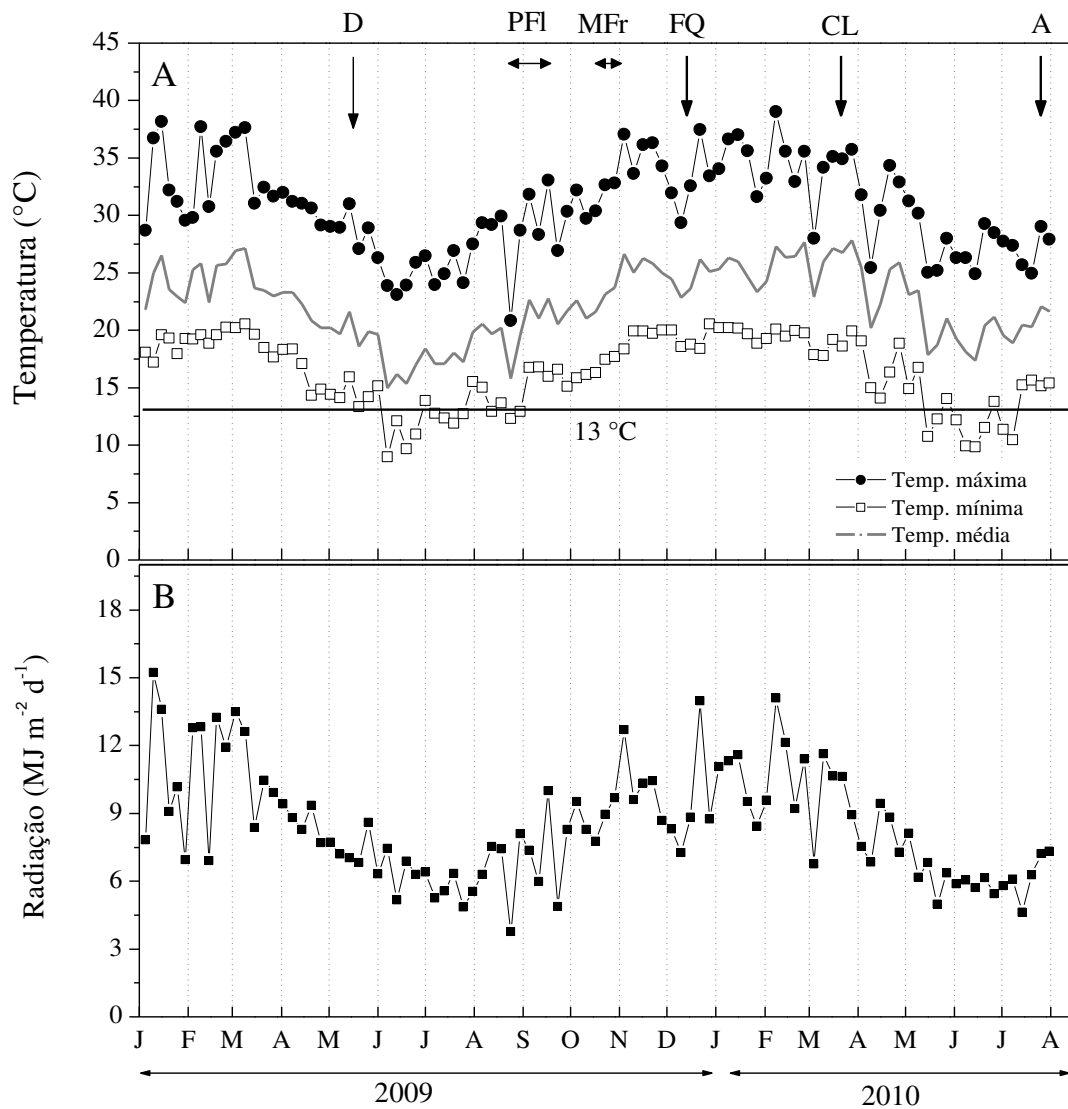 D PFl MFr FQ CL A
A
45
40
35
30
25
20
15
10
5
0
Temperatura (°C)
13 °C
Temp. máxima
Temp. mínima
Temp. média
B
18
15
12
9
6
3
0
Radiação (MJ m⁻² d⁻¹)
J F M A M J J A S O N D J F M A M J J A
2009 2010